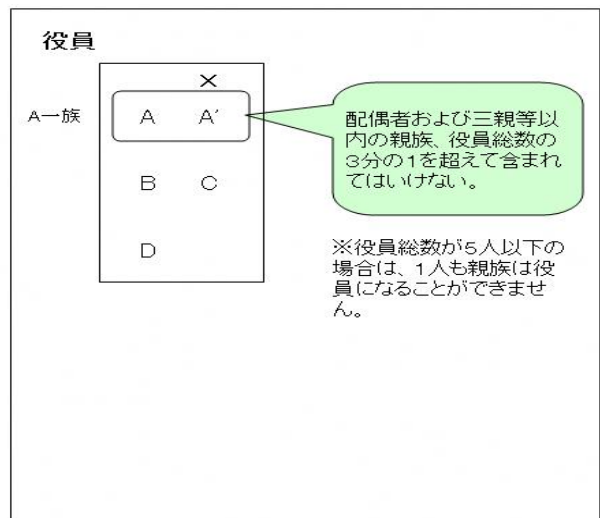 役員
×
A一族
A A’
B C
D
配偶者および三親等以
内の親族、役員総数の
3分の1を超えて含まれ
てはいけない。
※役員総数が5人以下の
場合は、1人も親族は役
員になることができませ
ん。